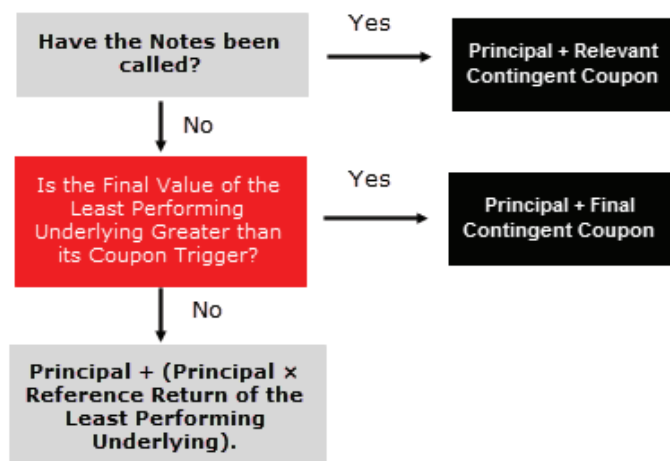 Have the Notes been
called?
Yes
Principal + Relevant
Contingent Coupon
No
Is the Final Value of the
Least Performing
Underlying Greater than
its Coupon Trigger?
Yes
Principal + Final
Contingent Coupon
No
Principal + (Principal ×
Reference Return of the
Least Performing
Underlying).